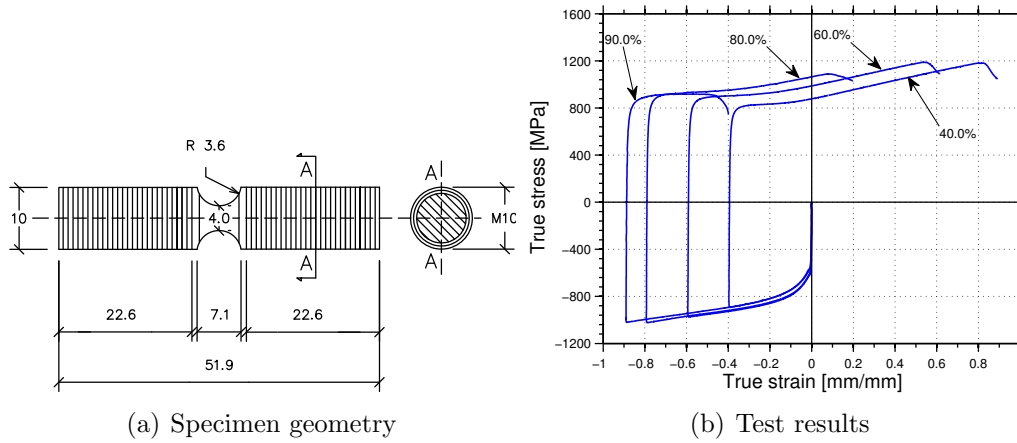 R 3.6
A
A
10
4.0
M10
A
A
22.6
7.1
22.6
51.9
(a) Specimen geometry
1600
1200
800
400
0
−400
−800
−1200
−1
−0.8
−0.6
−0.4
−0.2
0
0.2
0.4
0.6
0.8
True stress [MPa]
True strain [mm/mm]
90.0%
80.0%
60.0%
40.0%
(b) Test results